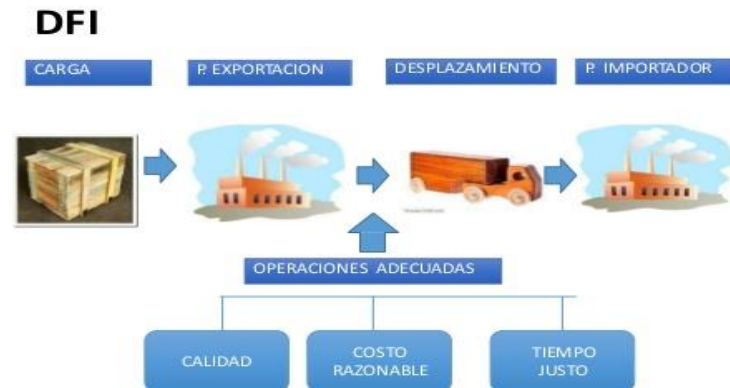 DFI
CARGA
P. EXPORTACION
DESPLAZAMIENTO
P. IMPORTADOR
OPERACIONES ADECUADAS
CALIDAD
COSTO
RAZONABLE
TIEMPO
JUSTO